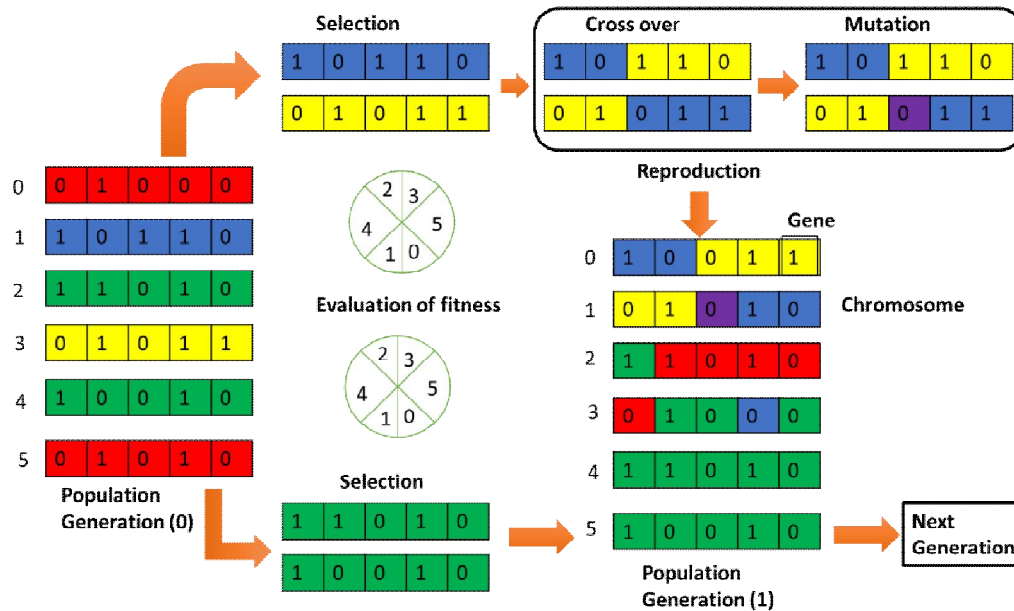 Selection
1 0 1 1 0
0 1 0 1 1
Cross over
1 0 1 1 0
0 1 0 1 1
Mutation
1 0 1 1 0
0 1 0 1 1
Reproduction
0 0 1 0 0 0
1 1 0 1 1 0
2 1 1 0 1 0
3 0 1 0 1 1
4 1 0 0 1 0
5 0 1 0 1 0
Population
Generation (0)
2 3
4 5
1 0
Evaluation of fitness
2 3
4 5
1 0
Selection
1 1 0 1 0
1 0 0 1 0
Gene
0 1 0 0 1 1
1 0 1 0 1 0
Chromosome
2 1 1 0 1 0
3 0 1 0 0 0
4 1 1 0 1 0
5 1 0 0 1 0
Population
Generation (1)
Next
Generation